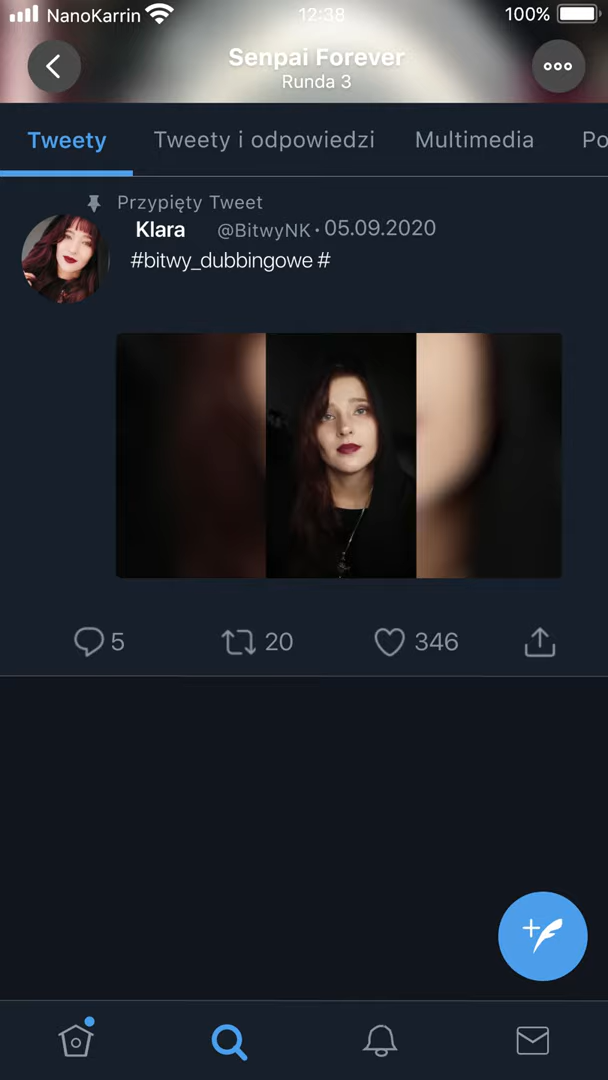 NanoKarrin 12:38 100%
Senpai Forever
Runda 3
Tweety Tweety i odpowiedzi Multimedia Po
Przypięty Tweet
Klara @BitwyNK · 05.09.2020
#bitwy_dubbingowe #
5 20 346